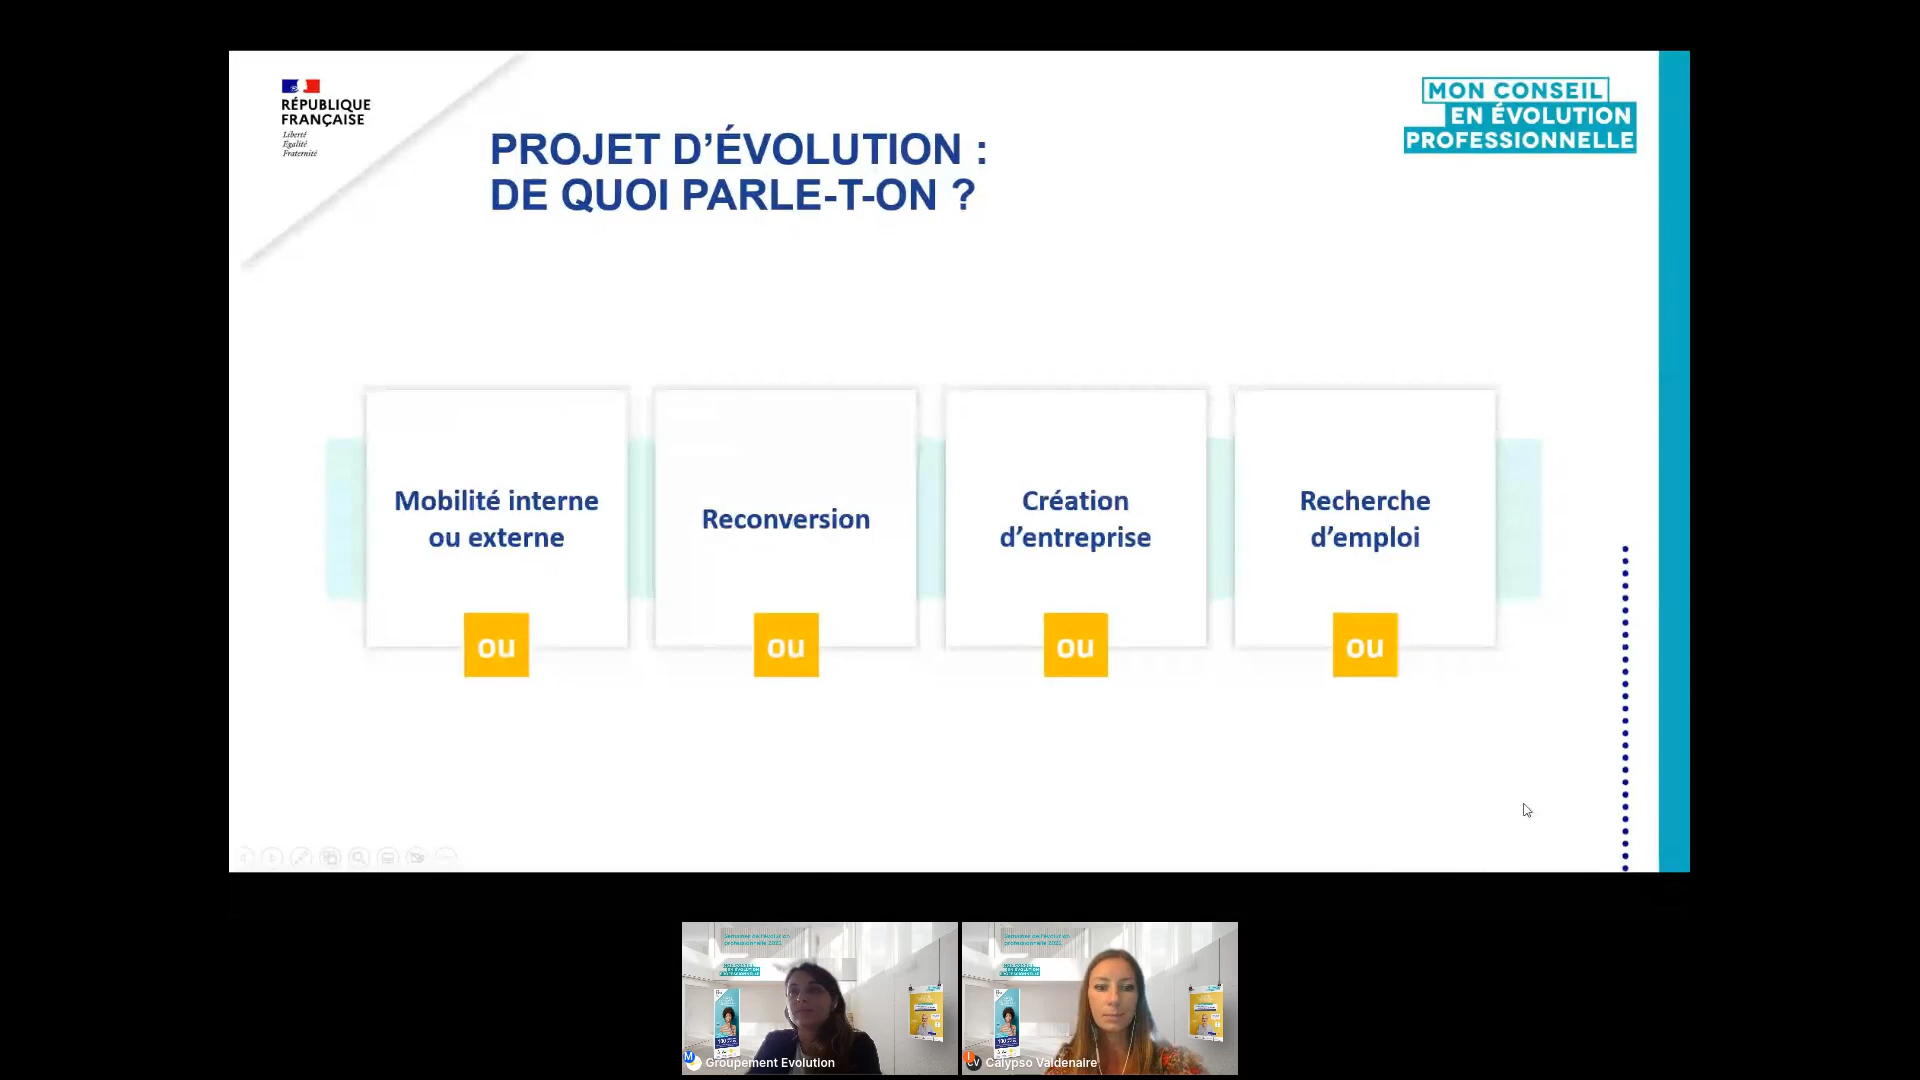 RÉPUBLIQUE
FRANÇAISE
Liberté
Égalité
Fraternité
MON CONSEIL
EN ÉVOLUTION
PROFESSIONNELLE
PROJET D’ÉVOLUTION :
DE QUOI PARLE-T-ON ?
Mobilité interne
ou externe
ou
Reconversion
ou
Création
d’entreprise
ou
Recherche
d’emploi
ou
M
Groupement Evolution
CV
Calypso Valdenaire